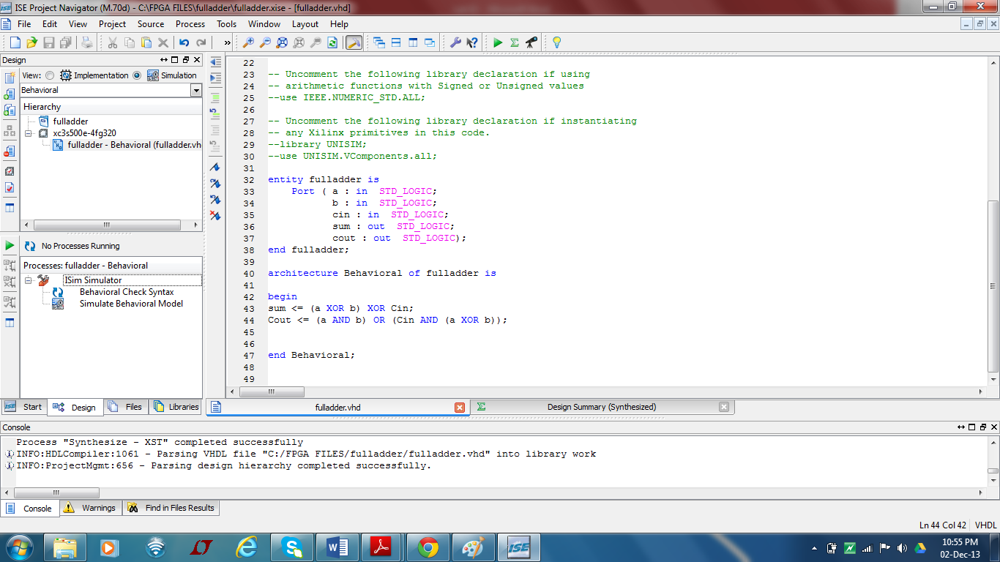 ISE Project Navigator (M.70d) - C:\FPGA FILES\fulladder\fulladder.xise - [fulladder.vhd]
File Edit View Project Source Process Tools Window Layout Help
Design
View: Implementation Simulation
Behavioral
Hierarchy
fulladder
xc3s500e-4fg320
fulladder - Behavioral (fulladder.vh
No Processes Running
Processes: fulladder - Behavioral
ISim Simulator
Behavioral Check Syntax
Simulate Behavioral Model
Start Design Files Libraries
22
23 -- Uncomment the following library declaration if using
24 -- arithmetic functions with Signed or Unsigned values
25 --use IEEE.NUMERIC_STD.ALL;
26
27 -- Uncomment the following library declaration if instantiating
28 -- any Xilinx primitives in this code.
29 --library UNISIM;
30 --use UNISIM.VComponents.all;
31
32 entity fulladder is
33 Port ( a : in STD_LOGIC;
34 b : in STD_LOGIC;
35 cin : in STD_LOGIC;
36 sum : out STD_LOGIC;
37 cout : out STD_LOGIC);
38 end fulladder;
39
40 architecture Behavioral of fulladder is
41
42 begin
43 sum <= (a XOR b) XOR Cin;
44 Cout <= (a AND b) OR (Cin AND (a XOR b));
45
46
47 end Behavioral;
48
49
fulladder.vhd Design Summary (Synthesized)
Console
Process "Synthesize - XST" completed successfully
INFO:HDLCompiler:1061 - Parsing VHDL file "C:/FPGA FILES/fulladder/fulladder.vhd" into library work
INFO:ProjectMgmt:656 - Parsing design hierarchy completed successfully.
Console Warnings Find in Files Results
Ln 44 Col 42 VHDL
ISE
10:55 PM
02-Dec-13